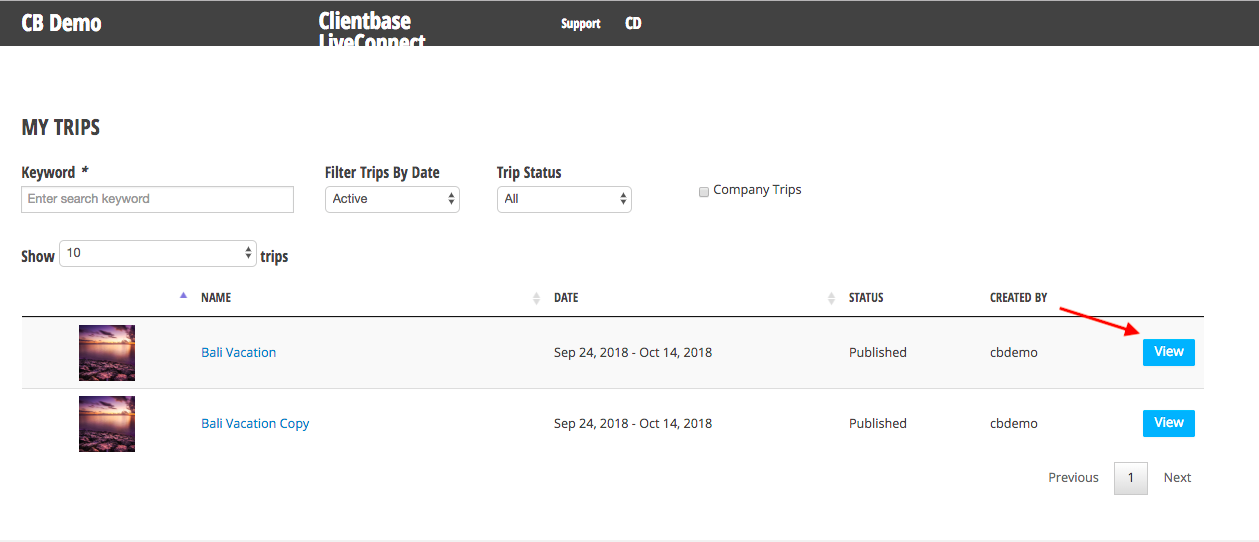 CB Demo
Clientbase
LiveConnect
Support
CD
MY TRIPS
Keyword *
Filter Trips By Date
Trip Status
Enter search keyword
Active
All
Company Trips
Show 10 trips
NAME DATE STATUS CREATED BY
Bali Vacation Sep 24, 2018 - Oct 14, 2018 Published cbdemo View
Bali Vacation Copy Sep 24, 2018 - Oct 14, 2018 Published cbdemo View
Previous 1 Next